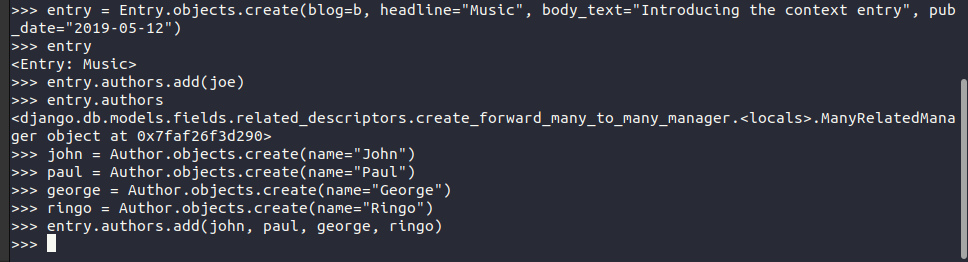 >>> entry = Entry.objects.create(blog=b, headline="Music", body_text="Introducing the context entry", pub
_date="2019-05-12")
>>> entry
<Entry: Music>
>>> entry.authors.add(joe)
>>> entry.authors
<django.db.models.fields.related_descriptors.create_forward_many_to_many_manager.<locals>.ManyRelatedMana
ger object at 0x7faf26f3d290>
>>> john = Author.objects.create(name="John")
>>> paul = Author.objects.create(name="Paul")
>>> george = Author.objects.create(name="George")
>>> ringo = Author.objects.create(name="Ringo")
>>> entry.authors.add(john, paul, george, ringo)
>>>